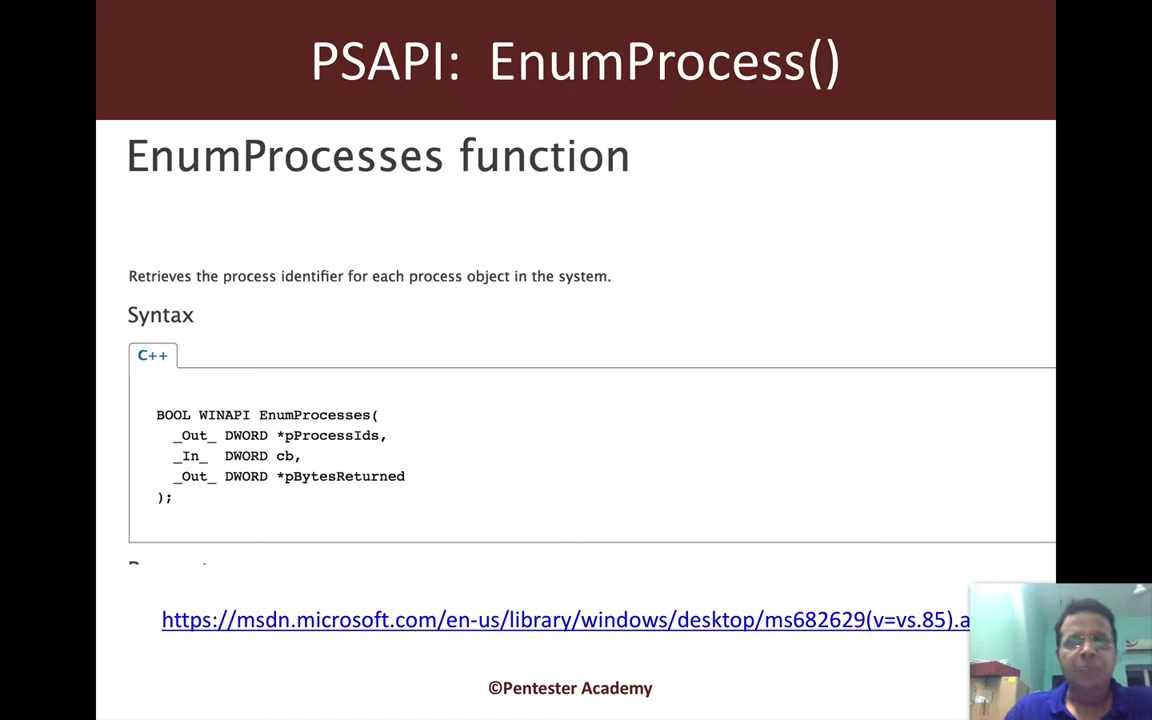 PSAPI: EnumProcess()
EnumProcesses function
Retrieves the process identifier for each process object in the system.
Syntax
C++
BOOL WINAPI EnumProcesses(
_Out_ DWORD *pProcessIds,
_In_ DWORD cb,
_Out_ DWORD *pBytesReturned
);
https://msdn.microsoft.com/en-us/library/windows/desktop/ms682629(v=vs.85).a
©Pentester Academy